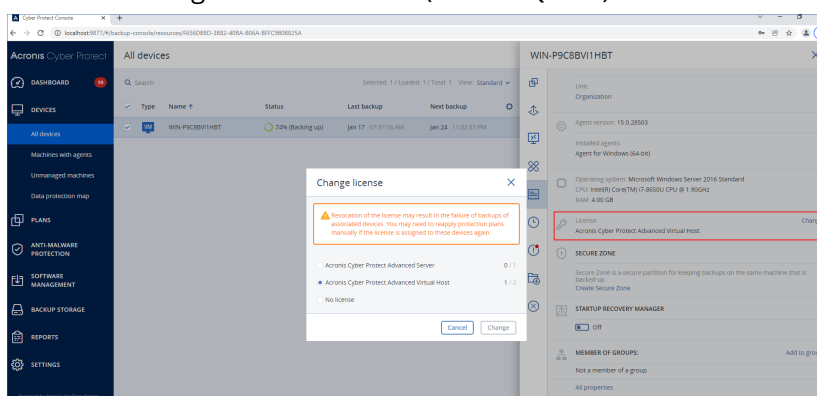 Cyber Protect Console
localhost:9877/#/backup-console/resources/F656DBBD-3882-40BA-B06A-BFFC9B0BB25A
Acronis Cyber Protect
All devices
WIN-P9C8BVI1HBT
DASHBOARD
10
DEVICES
All devices
Machines with agents
Unmanaged machines
Data protection map
PLANS
ANTI-MALWARE
PROTECTION
SOFTWARE
MANAGEMENT
BACKUP STORAGE
REPORTS
SETTINGS
Search
Selected: 1 / Loaded: 1 / Total: 1 View: Standard
Type Name ↑ Status Last backup Next backup
VM WIN-P9C8BVI1HBT 74% (Backing up) Jan 17 07:37:56 AM Jan 24 11:02:53 PM
Change license
Revocation of the license may result in the failure of backups of
associated devices. You may need to reapply protection plans
manually if the license is assigned to these devices again.
Acronis Cyber Protect Advanced Server 0 / 1
Acronis Cyber Protect Advanced Virtual Host 1 / 2
No license
Cancel Change
Unit:
Organization
Agent version: 15.0.28503
Installed agents:
Agent for Windows (64-bit)
Operating system: Microsoft Windows Server 2016 Standard
CPU: Intel(R) Core(TM) i7-8650U CPU @ 1.90GHz
RAM: 4.00 GB
License:
Acronis Cyber Protect Advanced Virtual Host
Chang
SECURE ZONE
Secure Zone is a secure partition for keeping backups on the same machine that is
backed up.
Create Secure Zone
STARTUP RECOVERY MANAGER
Off
MEMBER OF GROUPS:
Add to grou
Not a member of a group
All properties